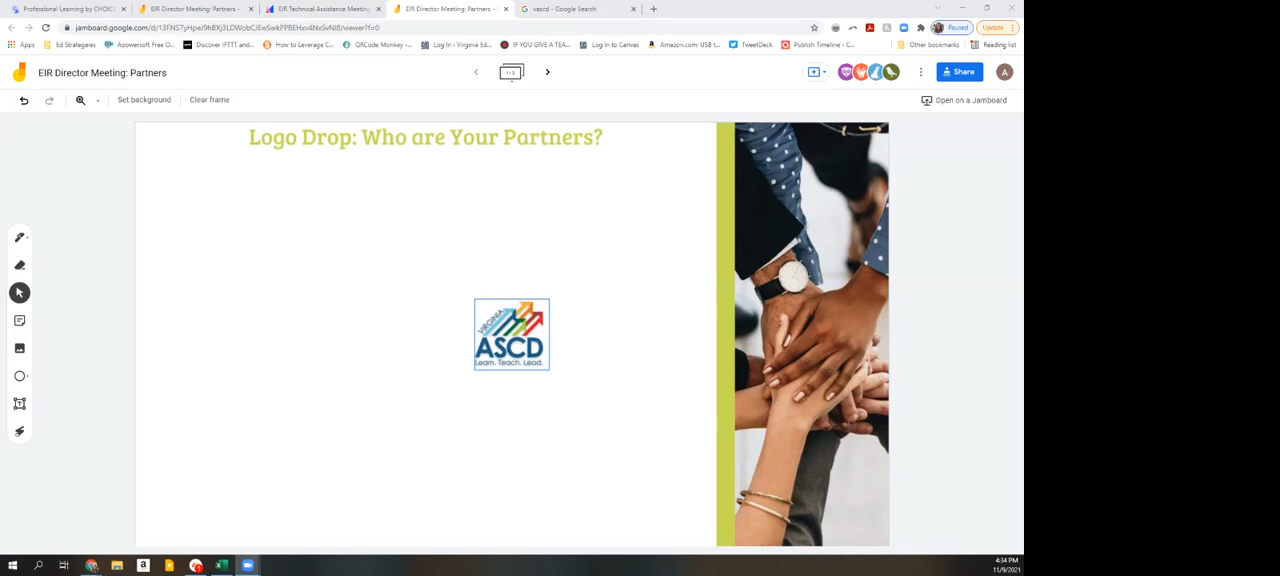 Professional Learning by CHOIC
EIR Director Meeting: Partners -
EIR Technical Assistance Meeting
EIR Director Meeting: Partners -
vascd - Google Search
jamboard.google.com/d/13FNS7yHpeJ9hBXj3LDWobCJEwSwkPPBEHxv4NxSvNI8/viewer?f=0
Paused
Update
Apps
Ed Strategeies
Apowersoft Free O...
Discover IFTTT and...
How to Leverage C...
QRCode Monkey -...
Log In ‹ Virginia Ed...
IF YOU GIVE A TEA...
Log In to Canvas
Amazon.com: USB t...
TweetDeck
Publish Timeline - C...
Other bookmarks
Reading list
EIR Director Meeting: Partners
Share
A
Set background
Clear frame
Open on a Jamboard
Logo Drop: Who are Your Partners?
VIRGINIA
ASCD
Learn. Teach. Lead.
4:34 PM
11/9/2021